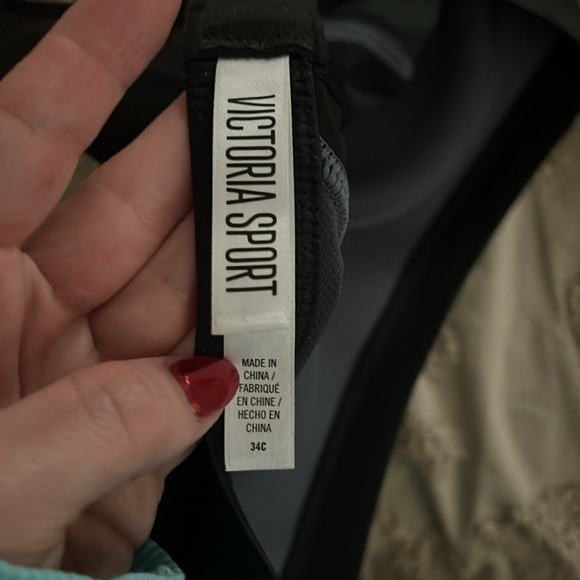 VICTORIA SPORT
MADE IN
CHINA /
FABRIQUÉ
EN CHINE /
HECHO EN
CHINA
34C